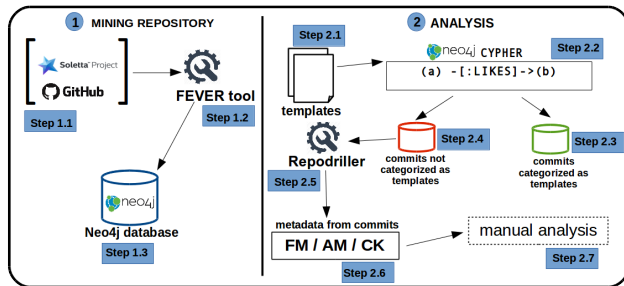 1 MINING REPOSITORY
Soletta Project
GitHub
Step 1.1
FEVER tool
Step 1.2
neo4j
Neo4j database
Step 1.3
2 ANALYSIS
Step 2.1
templates
neo4j CYPHER
Step 2.2
(a) -[:LIKES]->(b)
Step 2.3
commits
categorized as
templates
Step 2.4
commits not
categorized as
templates
Repodriller
Step 2.5
metadata from commits
FM / AM / CK
Step 2.6
manual analysis
Step 2.7